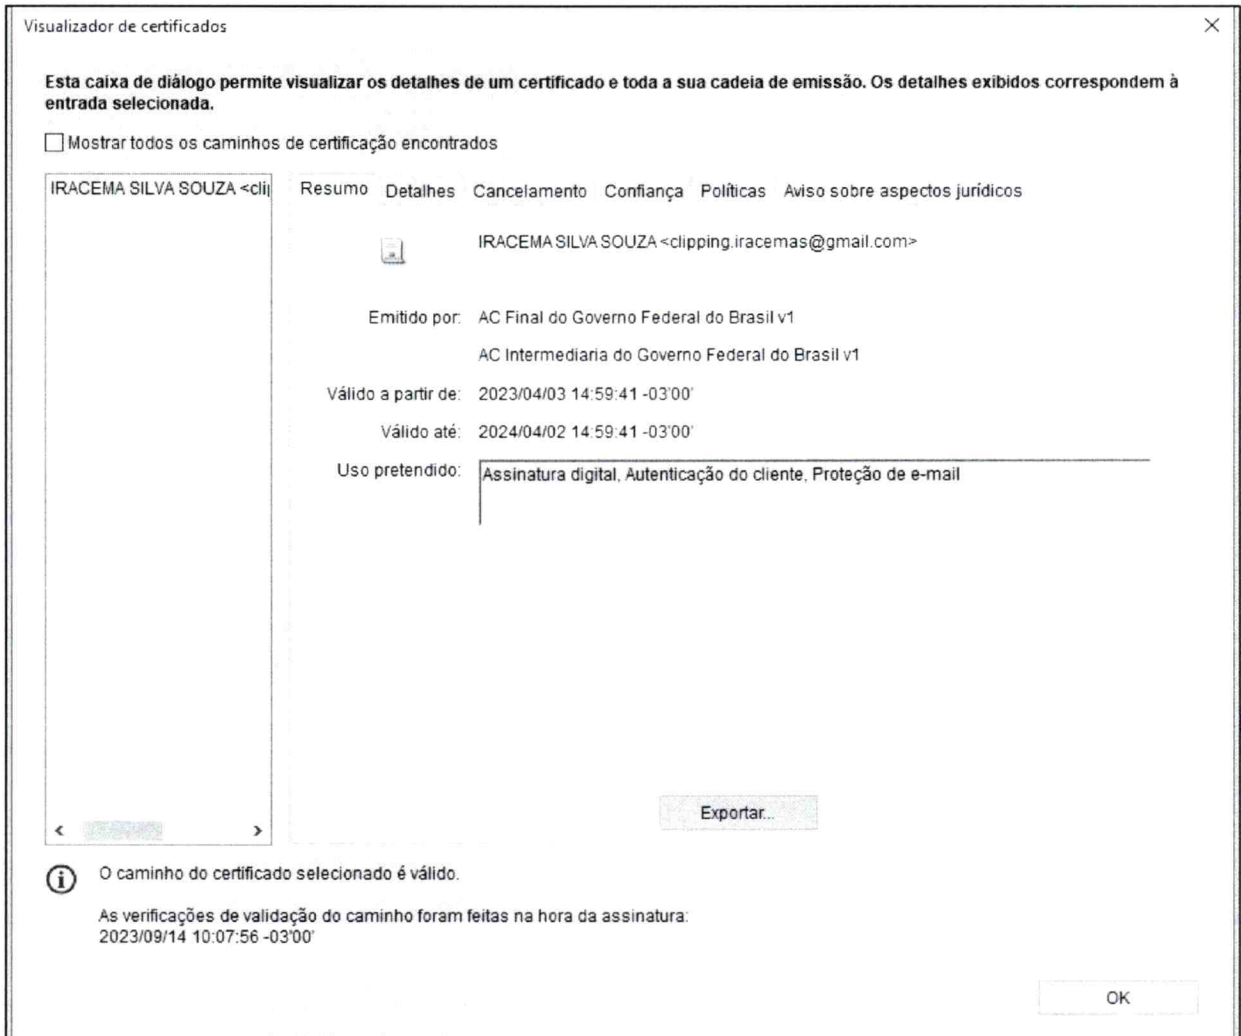 Visualizador de certificados
Esta caixa de diálogo permite visualizar os detalhes de um certificado e toda a sua cadeia de emissão. Os detalhes exibidos correspondem à
entrada selecionada.
Mostrar todos os caminhos de certificação encontrados
IRACEMA SILVA SOUZA <clip
Resumo Detalhes Cancelamento Confiança Políticas Aviso sobre aspectos jurídicos
IRACEMA SILVA SOUZA <clipping.iracemas@gmail.com>
Emitido por: AC Final do Governo Federal do Brasil v1
AC Intermediaria do Governo Federal do Brasil v1
Válido a partir de: 2023/04/03 14:59:41 -03'00'
Válido até: 2024/04/02 14:59:41 -03'00'
Uso pretendido: Assinatura digital, Autenticação do cliente, Proteção de e-mail
Exportar...
O caminho do certificado selecionado é válido.
As verificações de validação do caminho foram feitas na hora da assinatura:
2023/09/14 10:07:56 -03'00'
OK